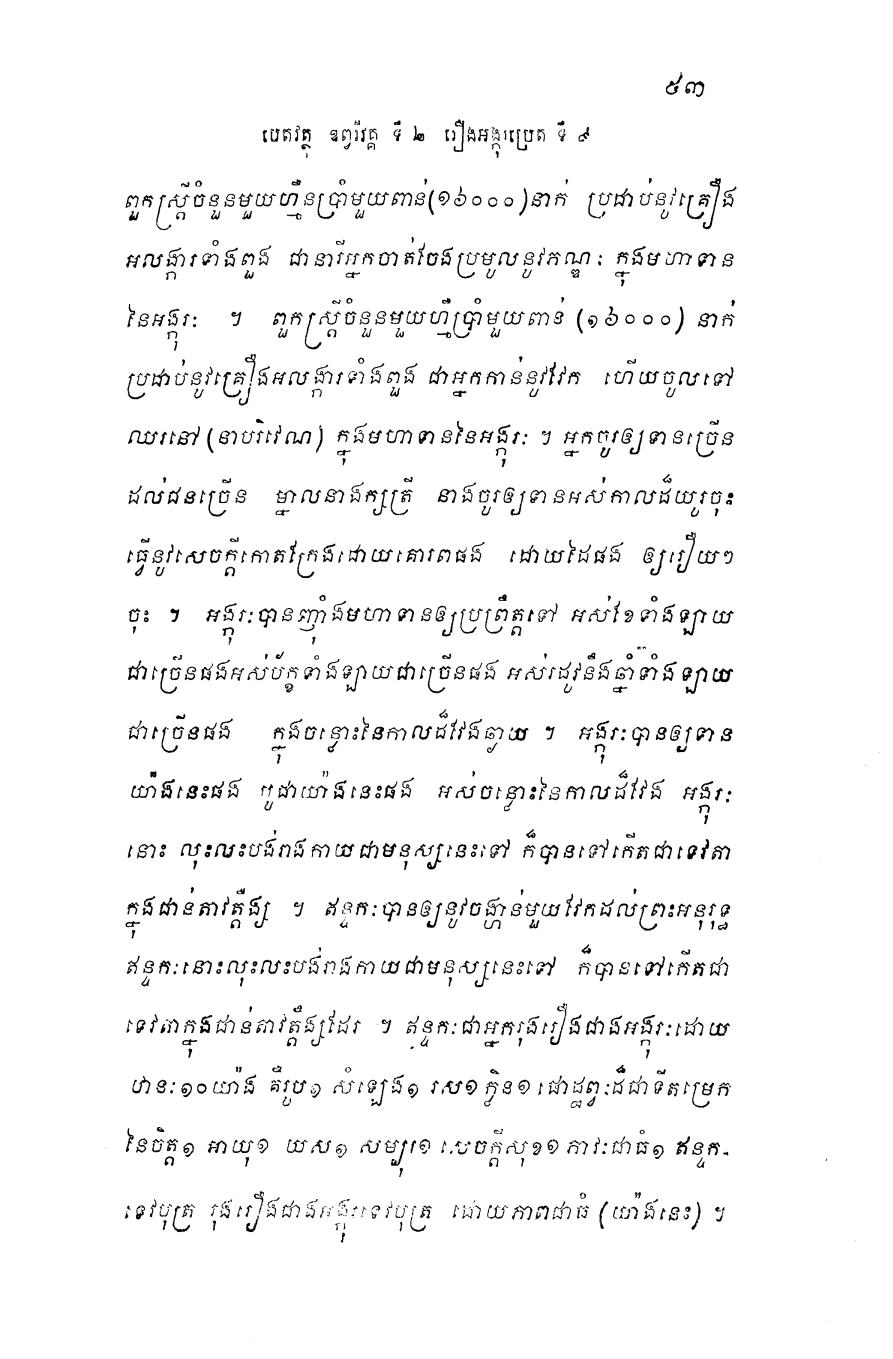 ៥៣
បេតវត្ថុ ឧព្វរីវគ្គ ទី ២ រឿងអង្កុរប្រេត ទី ៩
ពួកស្ត្រីចំនួនមួយហ្មឺនប្រាំមួយពាន់(១៦០០០)នាក់ ប្រដាប់នូវគ្រឿង
អលង្ការទាំងពួង ជានារីអ្នកចាត់ចែងប្រមូលនូវភណ្ឌៈ ក្នុងមហាទាន
នៃអង្កុរៈ ។ ពួកស្ត្រីចំនួនមួយហ្មឺប្រាំមួយពាន់ (១៦០០០) នាក់
ប្រដាប់នូវគ្រឿងអលង្ការទាំងពួង ជាអ្នកកាន់នូវវែក ហើយចូលទៅ
ឈរនៅ (នាបរិវេណ) ក្នុងមហាទាននៃអង្កុរៈ ។ អ្នកចូរឲ្យទានច្រើន
ដល់ជនច្រើន ម្នាលនាងក្សត្រី នាងចូរឲ្យទានអស់កាលដ៏យូរចុះ
ធ្វើនូវសេចក្តីកោតក្រែងដោយគោរពផង ដោយដៃផង ឲ្យរឿយៗ
ចុះ ។ អង្កុរៈបានញ៉ាំងមហាទានឲ្យប្រព្រឹត្តទៅ អស់ខែទាំងឡាយ
ជាច្រើនផងអស់ប័ក្ខទាំងឡាយជាច្រើនផង អស់រដូវនឹងឆ្នាំទាំងឡាយ
ជាច្រើនផង ក្នុងចន្លោះនៃកាលដ៏វែងឆ្ងាយ ។ អង្កុរៈបានឲ្យទាន
យ៉ាងនេះផង បូជាយ៉ាងនេះផង អស់ចន្លោះនៃកាលដ៏វែង អង្កុរៈ
នោះ លុះលះបង់រាងកាយជាមនុស្សនេះទៅ ក៏បានទៅកើតជាទេវតា
ក្នុងជាន់តាវត្តឹង្ស ។ ឥន្ទកៈបានឲ្យនូវចង្ហាន់មួយវែកដល់ព្រះអនុរុទ្ធ
ឥន្ទកៈនោះលុះលះបង់រាងកាយជាមនុស្សនេះទៅ ក៏បានទៅកើតជា
ទេវតាក្នុងជាន់តាវត្តឹង្សដែរ ។ ឥន្ទកៈជាអ្នករុងរឿងជាងអង្កុរៈដោយ
ឋានៈ១០យ៉ាង គឺរូប១ សំឡេង១ រស១ ក្លិន១ ផោដ្ឋព្វៈដ៏ជាទីតម្រេក
នៃចិត្ត១ អាយុ១ យស១ សម្បុរ១ សេចក្តីសុខ១ ភាវៈជាធំ១ ឥន្ទក-
ទេវបុត្រ រុងរឿងជាងអង្កុរទេវបុត្រ ដោយភាពជាធំ (យ៉ាងនេះ) ។